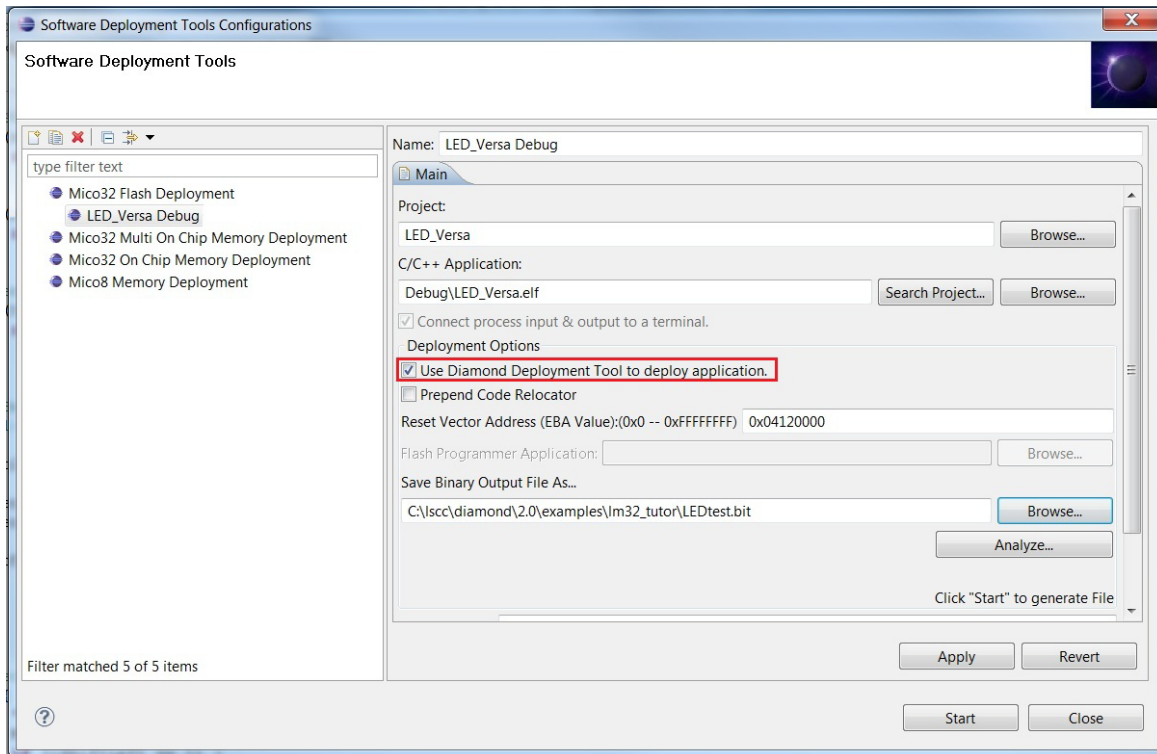 Software Deployment Tools Configurations
Software Deployment Tools
type filter text
Mico32 Flash Deployment
LED_Versa Debug
Mico32 Multi On Chip Memory Deployment
Mico32 On Chip Memory Deployment
Mico8 Memory Deployment
Filter matched 5 of 5 items
Name: LED_Versa Debug
Main
Project:
LED_Versa Browse...
C/C++ Application:
Debug\LED_Versa.elf Search Project... Browse...
Connect process input & output to a terminal.
Deployment Options
Use Diamond Deployment Tool to deploy application.
Prepend Code Relocator
Reset Vector Address (EBA Value):(0x0 -- 0xFFFFFFFF) 0x04120000
Flash Programmer Application: Browse...
Save Binary Output File As...
C:\lscc\diamond\2.0\examples\lm32_tutor\LEDtest.bit Browse...
Analyze...
Click "Start" to generate File
Apply Revert
Start Close